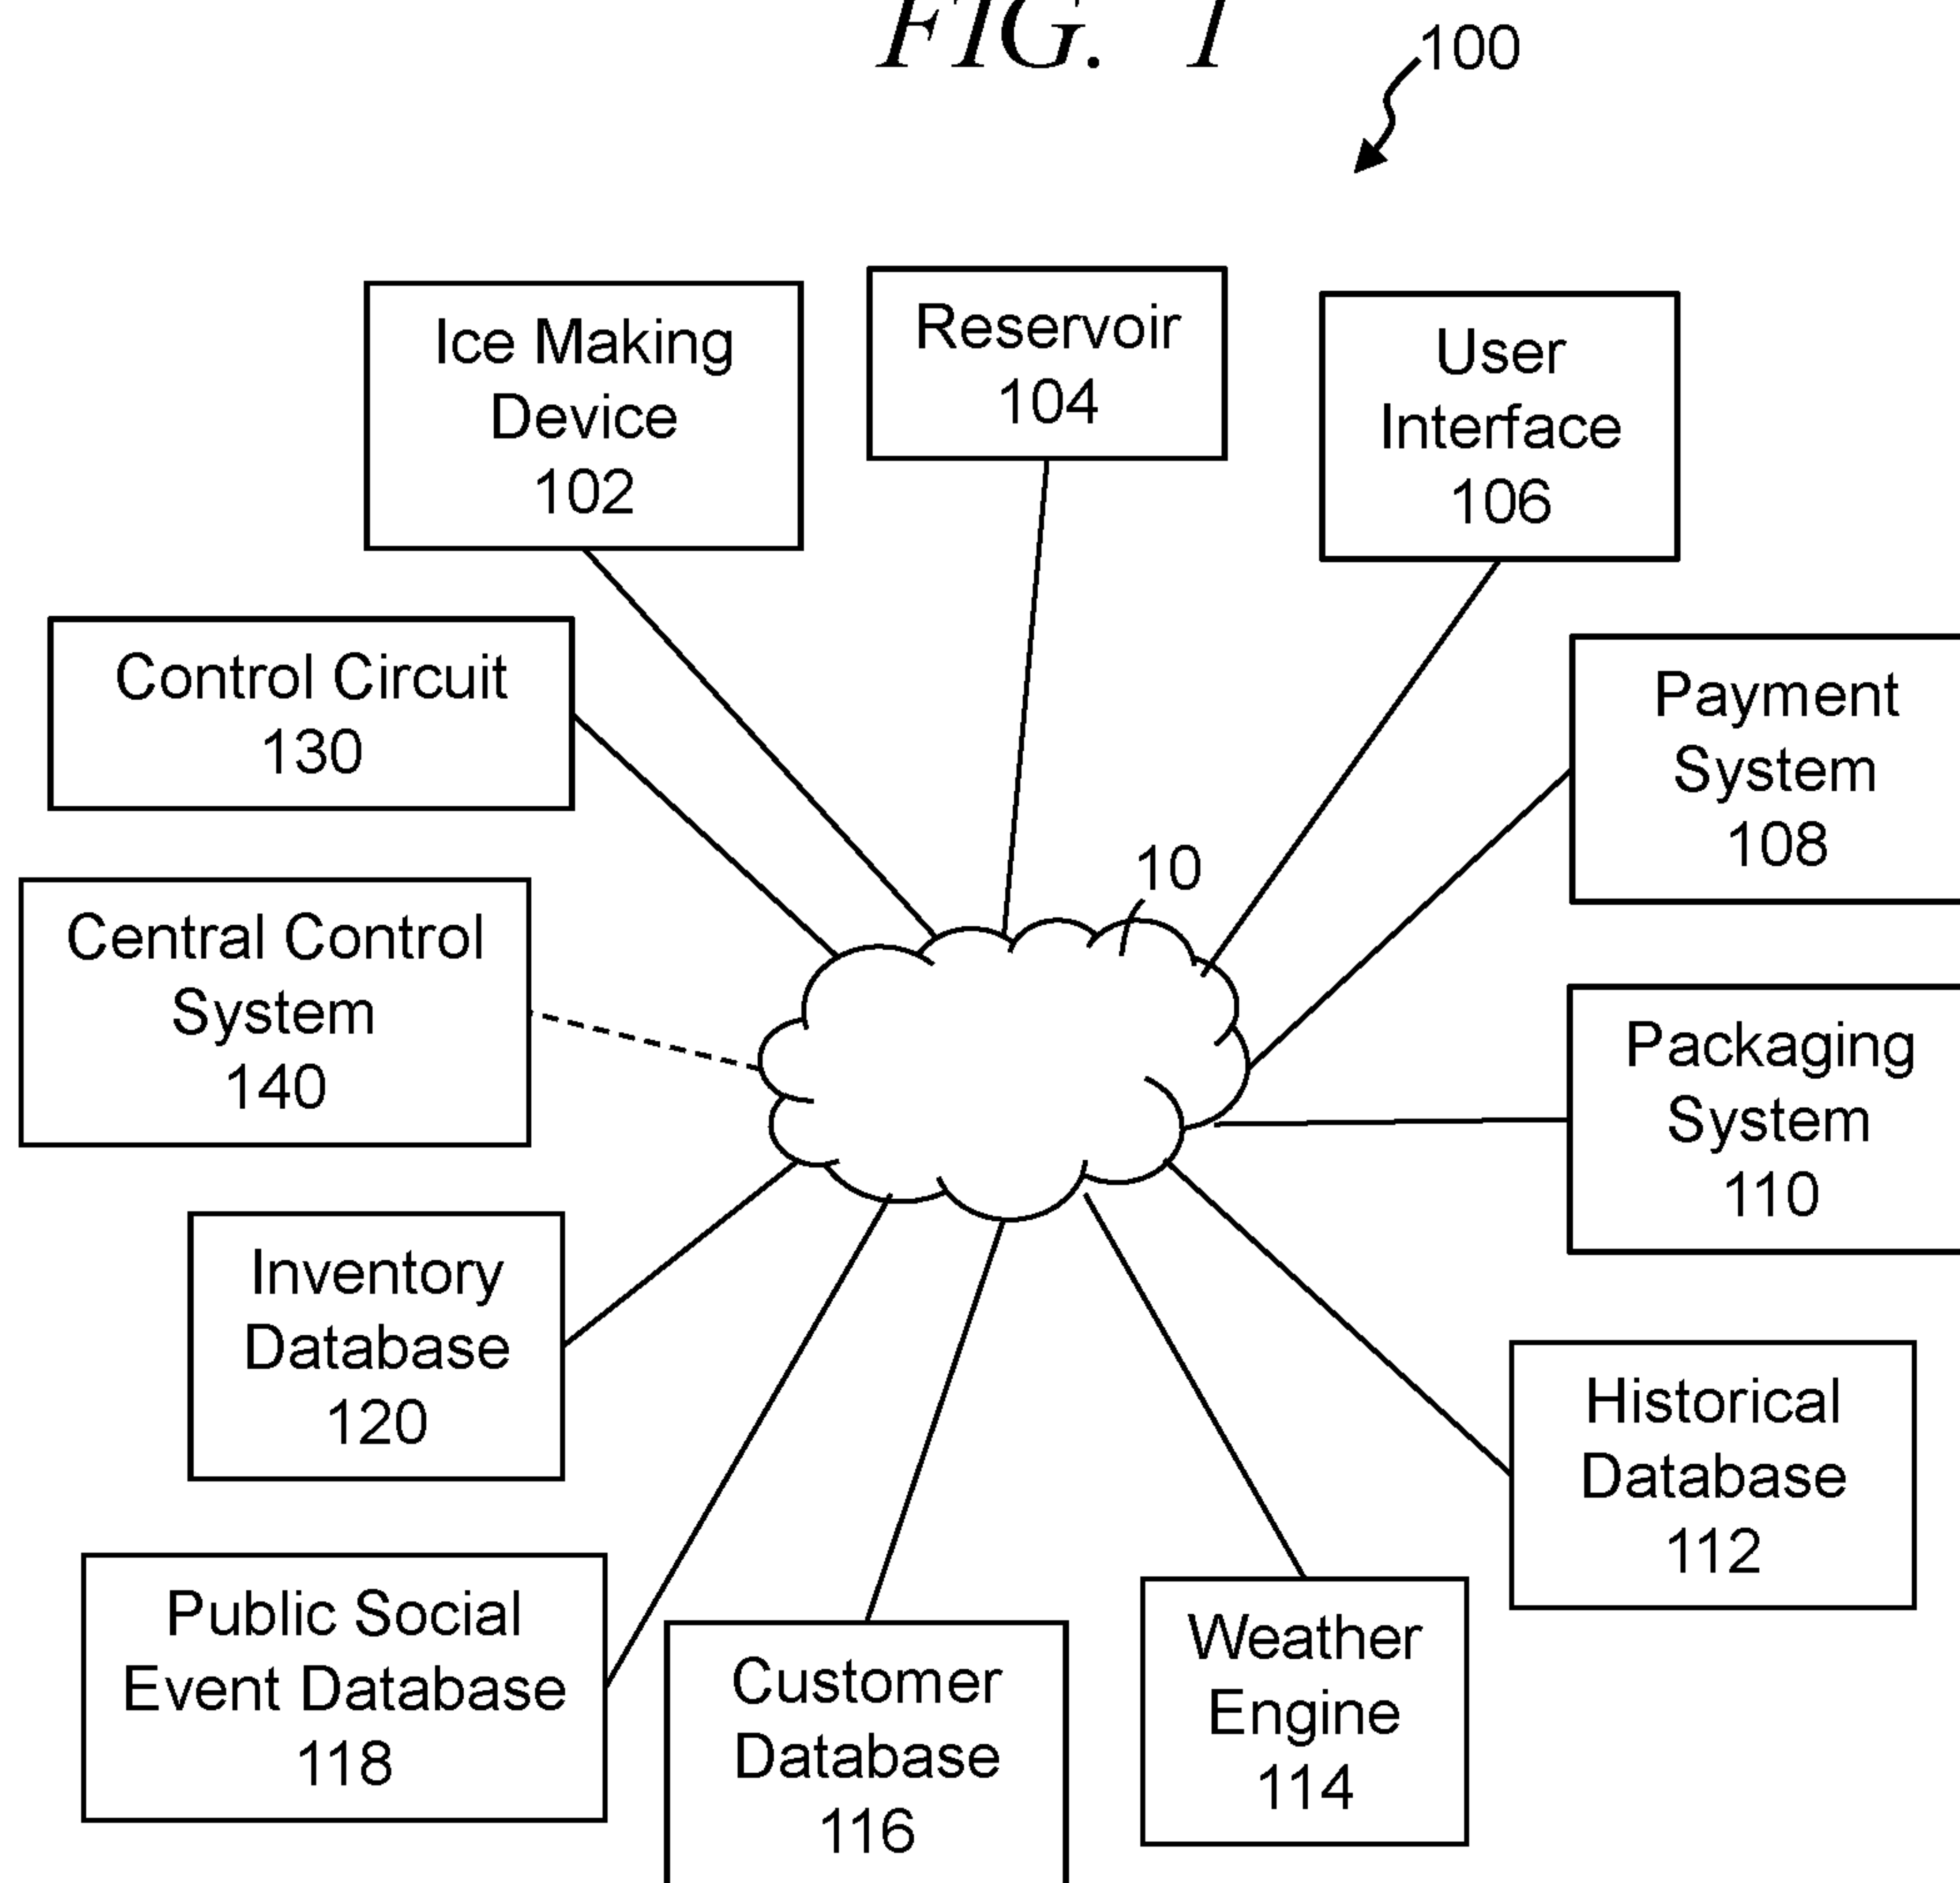 FIG. 1
100
Ice Making
Device
102
Reservoir
104
User
Interface
106
Control Circuit
130
Payment
System
108
10
Central Control
System
140
Packaging
System
110
Inventory
Database
120
Historical
Database
112
Public Social
Event Database
118
Customer
Database
116
Weather
Engine
114